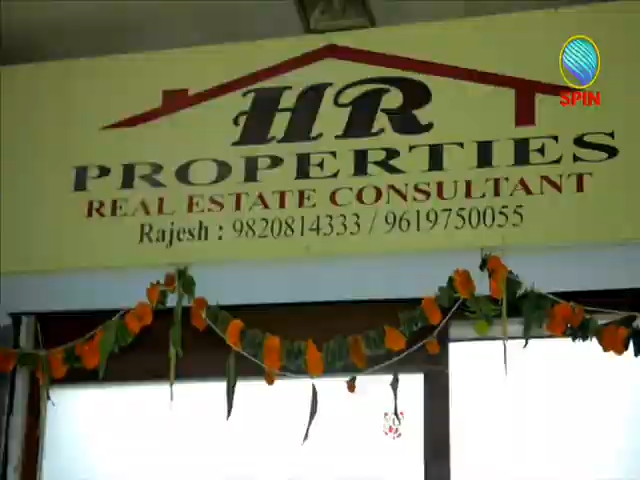 SPIN
HR
PROPERTIES
REAL ESTATE CONSULTANT
Rajesh : 9820814333 / 9619750055